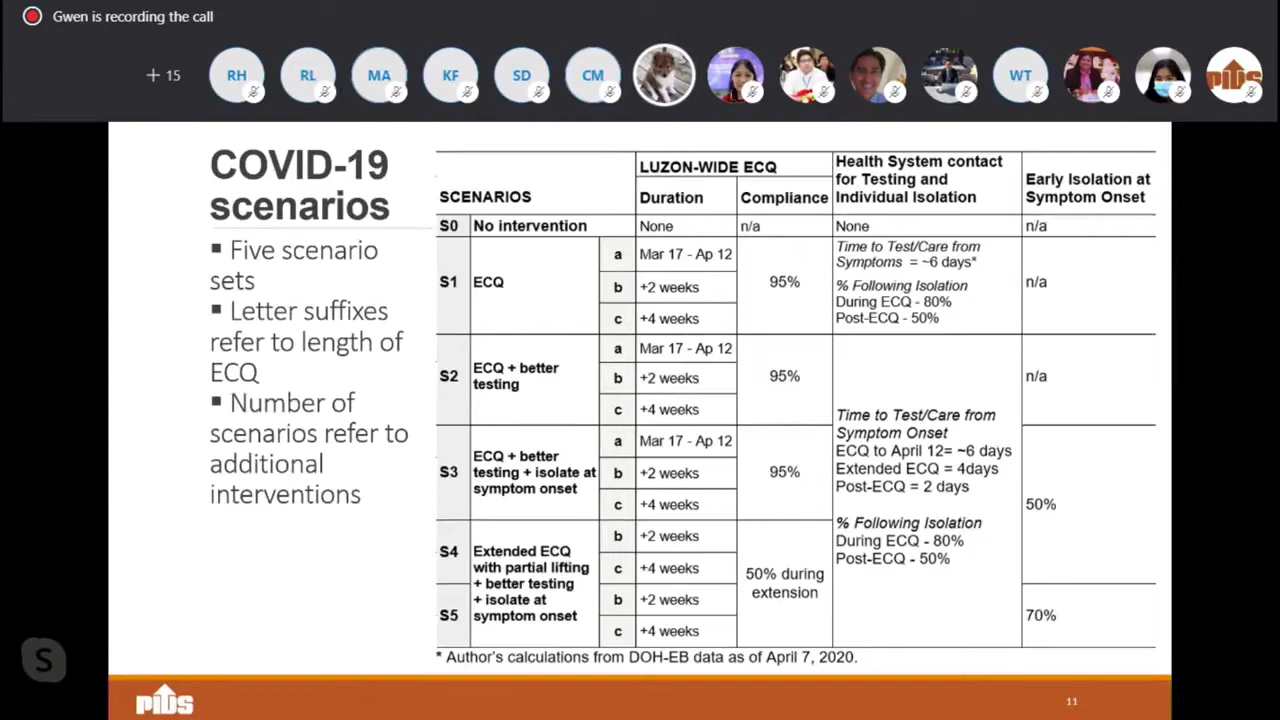 Gwen is recording the call
+ 15
RH
RL
MA
KF
SD
CM
WT
PIDS
COVID-19
scenarios
▪ Five scenario
sets
▪ Letter suffixes
refer to length of
ECQ
▪ Number of
scenarios refer to
additional
interventions
LUZON-WIDE ECQ
Health System contact
for Testing and
Individual Isolation
Early Isolation at
Symptom Onset
SCENARIOS
Duration
Compliance
S0 No intervention None n/a None n/a
S1 ECQ
a Mar 17 - Ap 12
b +2 weeks
c +4 weeks
95%
Time to Test/Care from
Symptoms = ~6 days*
% Following Isolation
During ECQ - 80%
Post-ECQ - 50%
n/a
S2 ECQ + better
testing
a Mar 17 - Ap 12
b +2 weeks
c +4 weeks
95%
n/a
S3 ECQ + better
testing + isolate at
symptom onset
a Mar 17 - Ap 12
b +2 weeks
c +4 weeks
95%
Time to Test/Care from
Symptom Onset
ECQ to April 12= ~6 days
Extended ECQ = 4days
Post-ECQ = 2 days
% Following Isolation
During ECQ - 80%
Post-ECQ - 50%
50%
S4
S5
Extended ECQ
with partial lifting
+ better testing
+ isolate at
symptom onset
b +2 weeks
c +4 weeks
b +2 weeks
c +4 weeks
50% during
extension
70%
* Author's calculations from DOH-EB data as of April 7, 2020.
S
PIDS
11